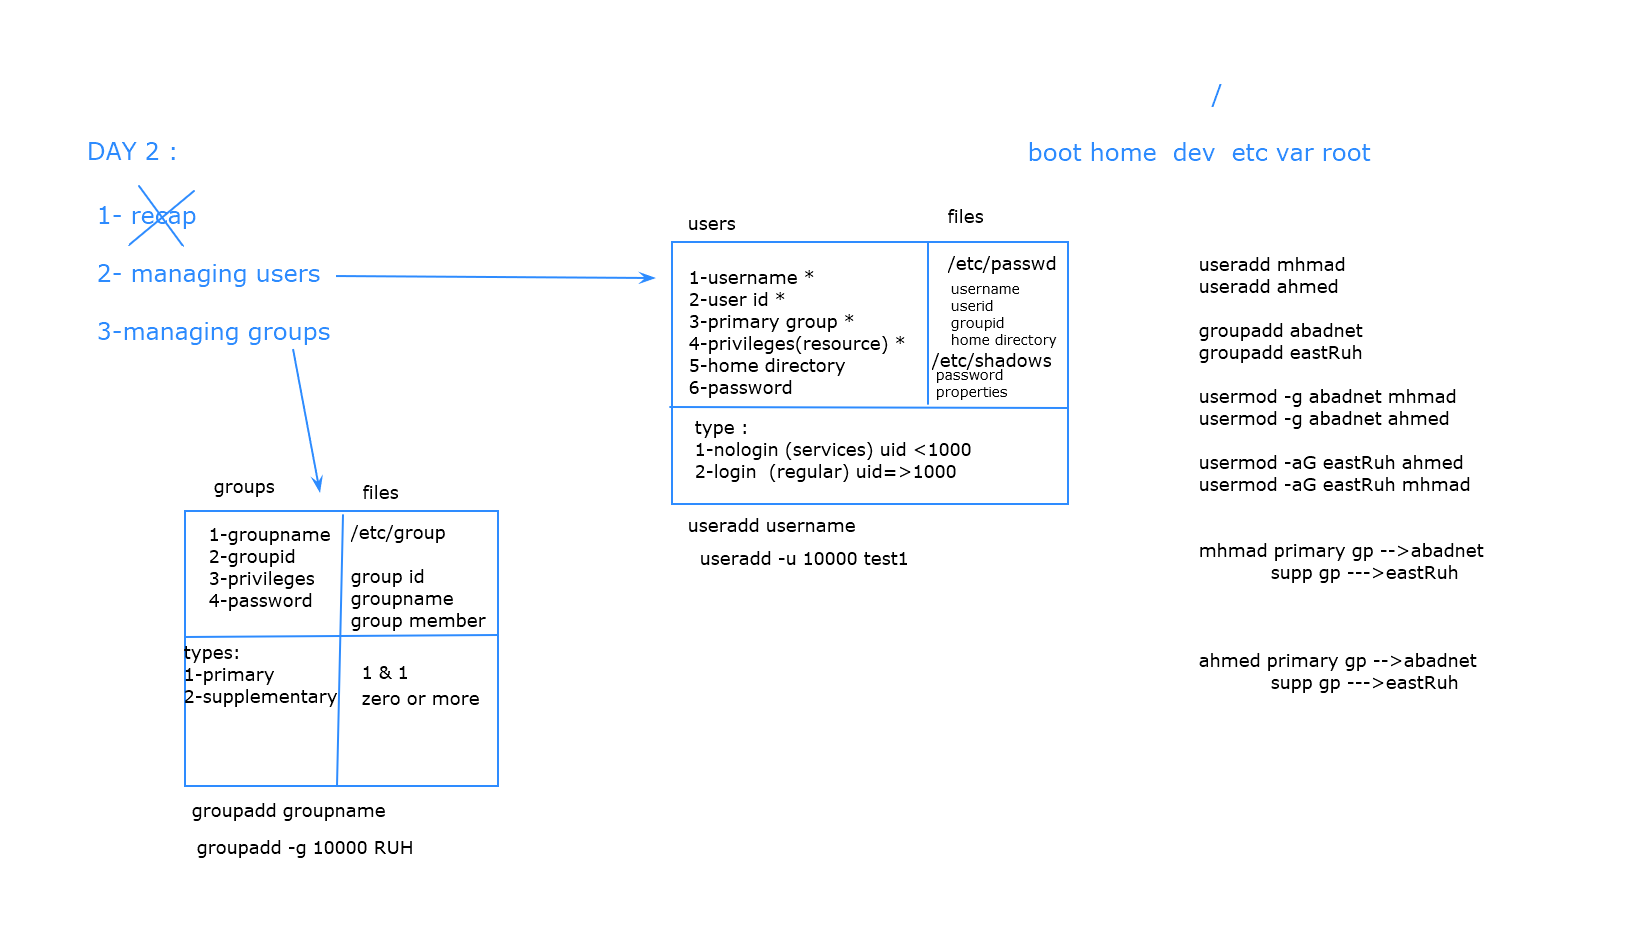 /
boot home  dev  etc var root
DAY 2 :
1- recap
2- managing users
3-managing groups
users
files
1-username *
2-user id *
3-primary group *
4-privileges(resource) *
5-home directory
6-password
/etc/passwd
username
userid
groupid
home directory
/etc/shadows
password
properties
type :
1-nologin (services) uid <1000
2-login  (regular) uid=>1000
useradd username
useradd -u 10000 test1
groups
files
1-groupname
2-groupid
3-privileges
4-password
/etc/group
group id
groupname
group member
types:
1-primary
2-supplementary
1 & 1
zero or more
groupadd groupname
groupadd -g 10000 RUH
useradd mhmad
useradd ahmed
groupadd abadnet
groupadd eastRuh
usermod -g abadnet mhmad
usermod -g abadnet ahmed
usermod -aG eastRuh ahmed
usermod -aG eastRuh mhmad
mhmad primary gp -->abadnet
supp gp --->eastRuh
ahmed primary gp -->abadnet
supp gp --->eastRuh